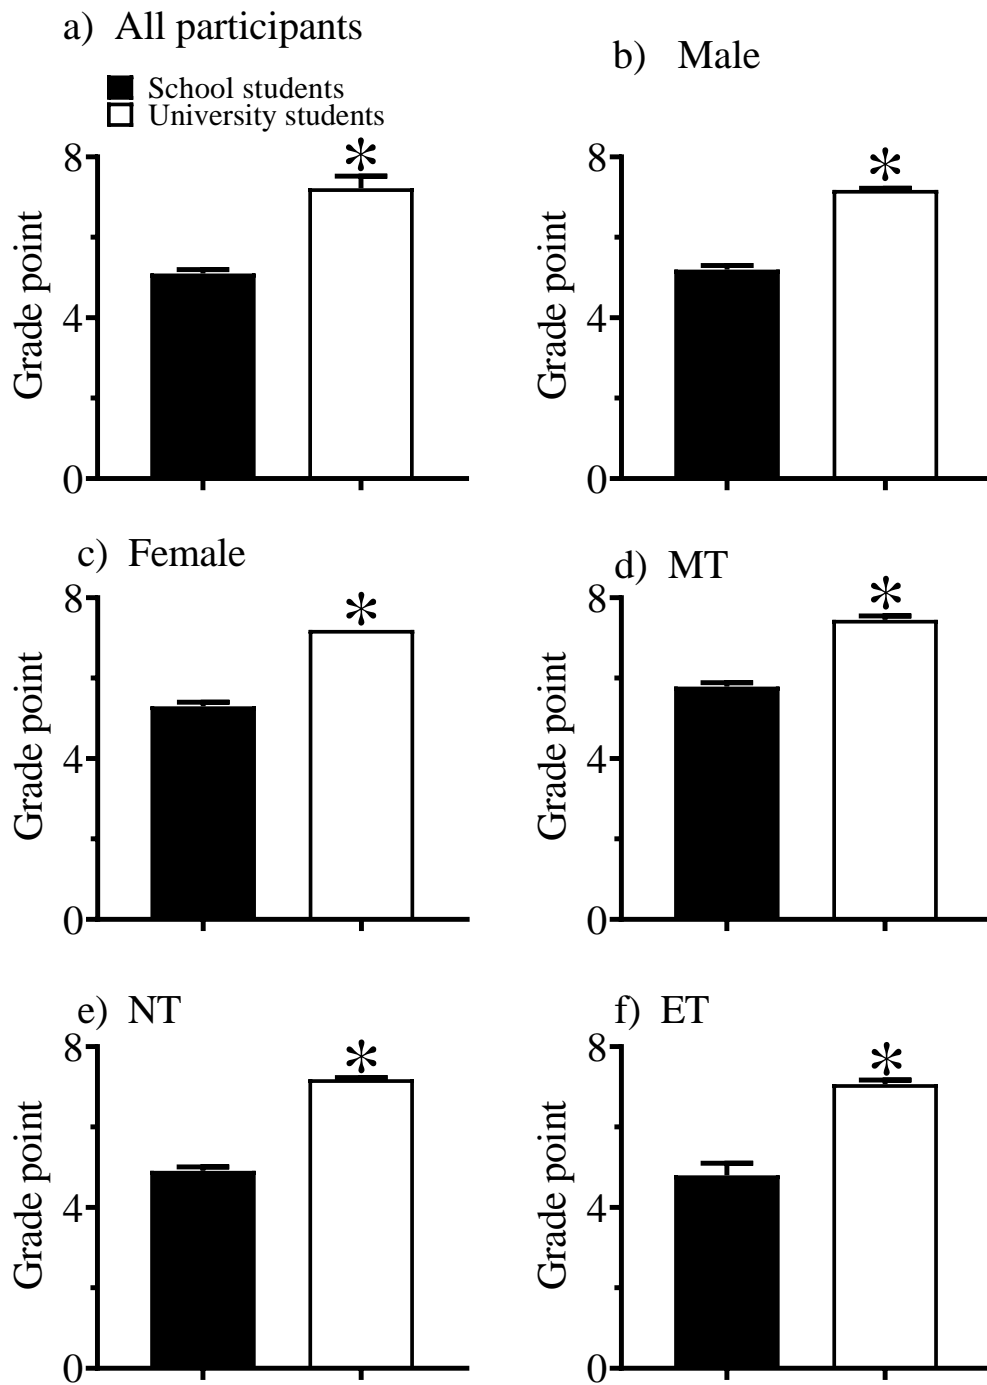 a) All participants
School students
University students
*
8
4
0
Grade point
b) Male
*
8
4
0
Grade point
c) Female
*
8
4
0
Grade point
d) MT
*
8
4
0
Grade point
e) NT
*
8
4
0
Grade point
f) ET
*
8
4
0
Grade point